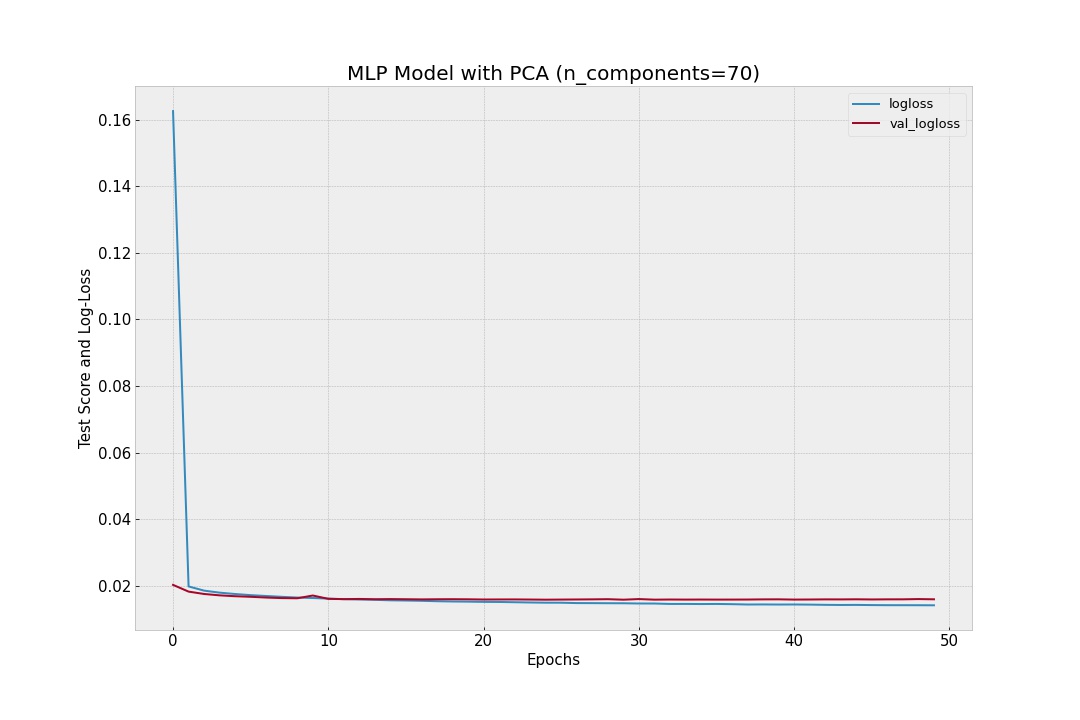 MLP Model with PCA (n_components=70)
logloss
val_logloss
0.16
0.14
0.12
0.10
0.08
0.06
0.04
0.02
Test Score and Log-Loss
0 10 20 30 40 50
Epochs